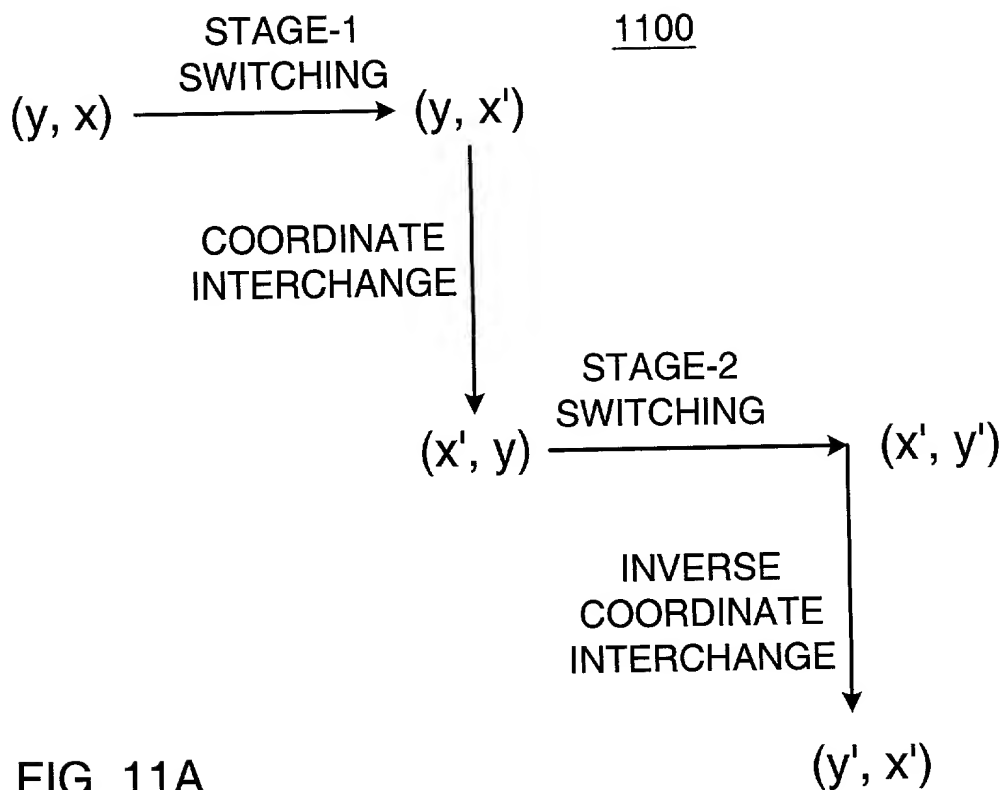 STAGE-1
SWITCHING
1100
(y, x)
(y, x')
COORDINATE
INTERCHANGE
STAGE-2
SWITCHING
(x', y)
(x', y')
INVERSE
COORDINATE
INTERCHANGE
(y', x')
FIG. 11A